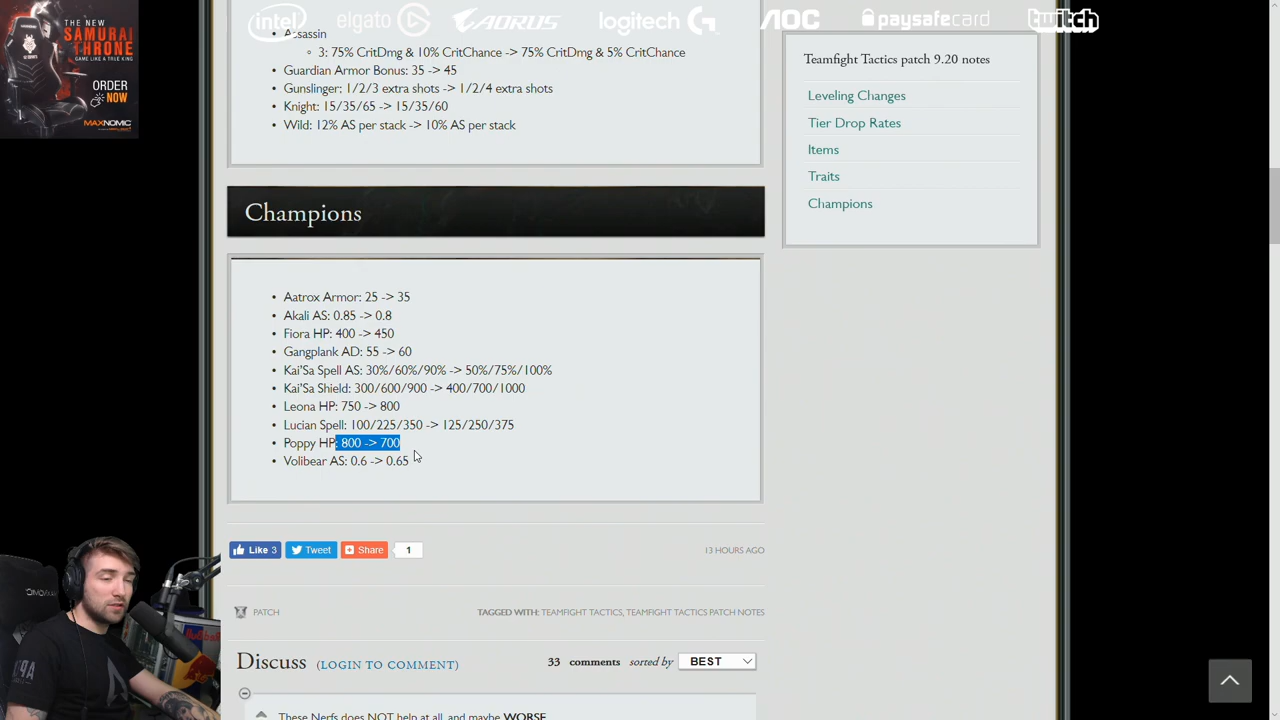 THE NEW
SAMURAI
THRONE
GAME LIKE A TRUE KING
ORDER
NOW
MAXNOMIC
intel
elgato
AORUS
logitech G
AOC
paysafecard
twitch
Assassin
3: 75% CritDmg & 10% CritChance -> 75% CritDmg & 5% CritChance
Guardian Armor Bonus: 35 -> 45
Gunslinger: 1/2/3 extra shots -> 1/2/4 extra shots
Knight: 15/35/65 -> 15/35/60
Wild: 12% AS per stack -> 10% AS per stack
Teamfight Tactics patch 9.20 notes
Leveling Changes
Tier Drop Rates
Items
Traits
Champions
Champions
Aatrox Armor: 25 -> 35
Akali AS: 0.85 -> 0.8
Fiora HP: 400 -> 450
Gangplank AD: 55 -> 60
Kai'Sa Spell AS: 30%/60%/90% -> 50%/75%/100%
Kai'Sa Shield: 300/600/900 -> 400/700/1000
Leona HP: 750 -> 800
Lucian Spell: 100/225/350 -> 125/250/375
Poppy HP: 800 -> 700
Volibear AS: 0.6 -> 0.65
Like 3
Tweet
Share
1
13 HOURS AGO
PATCH
TAGGED WITH: TEAMFIGHT TACTICS, TEAMFIGHT TACTICS PATCH NOTES
Discuss (LOGIN TO COMMENT)
33 comments sorted by BEST
These Nerfs does NOT help at all, and maybe WORSE